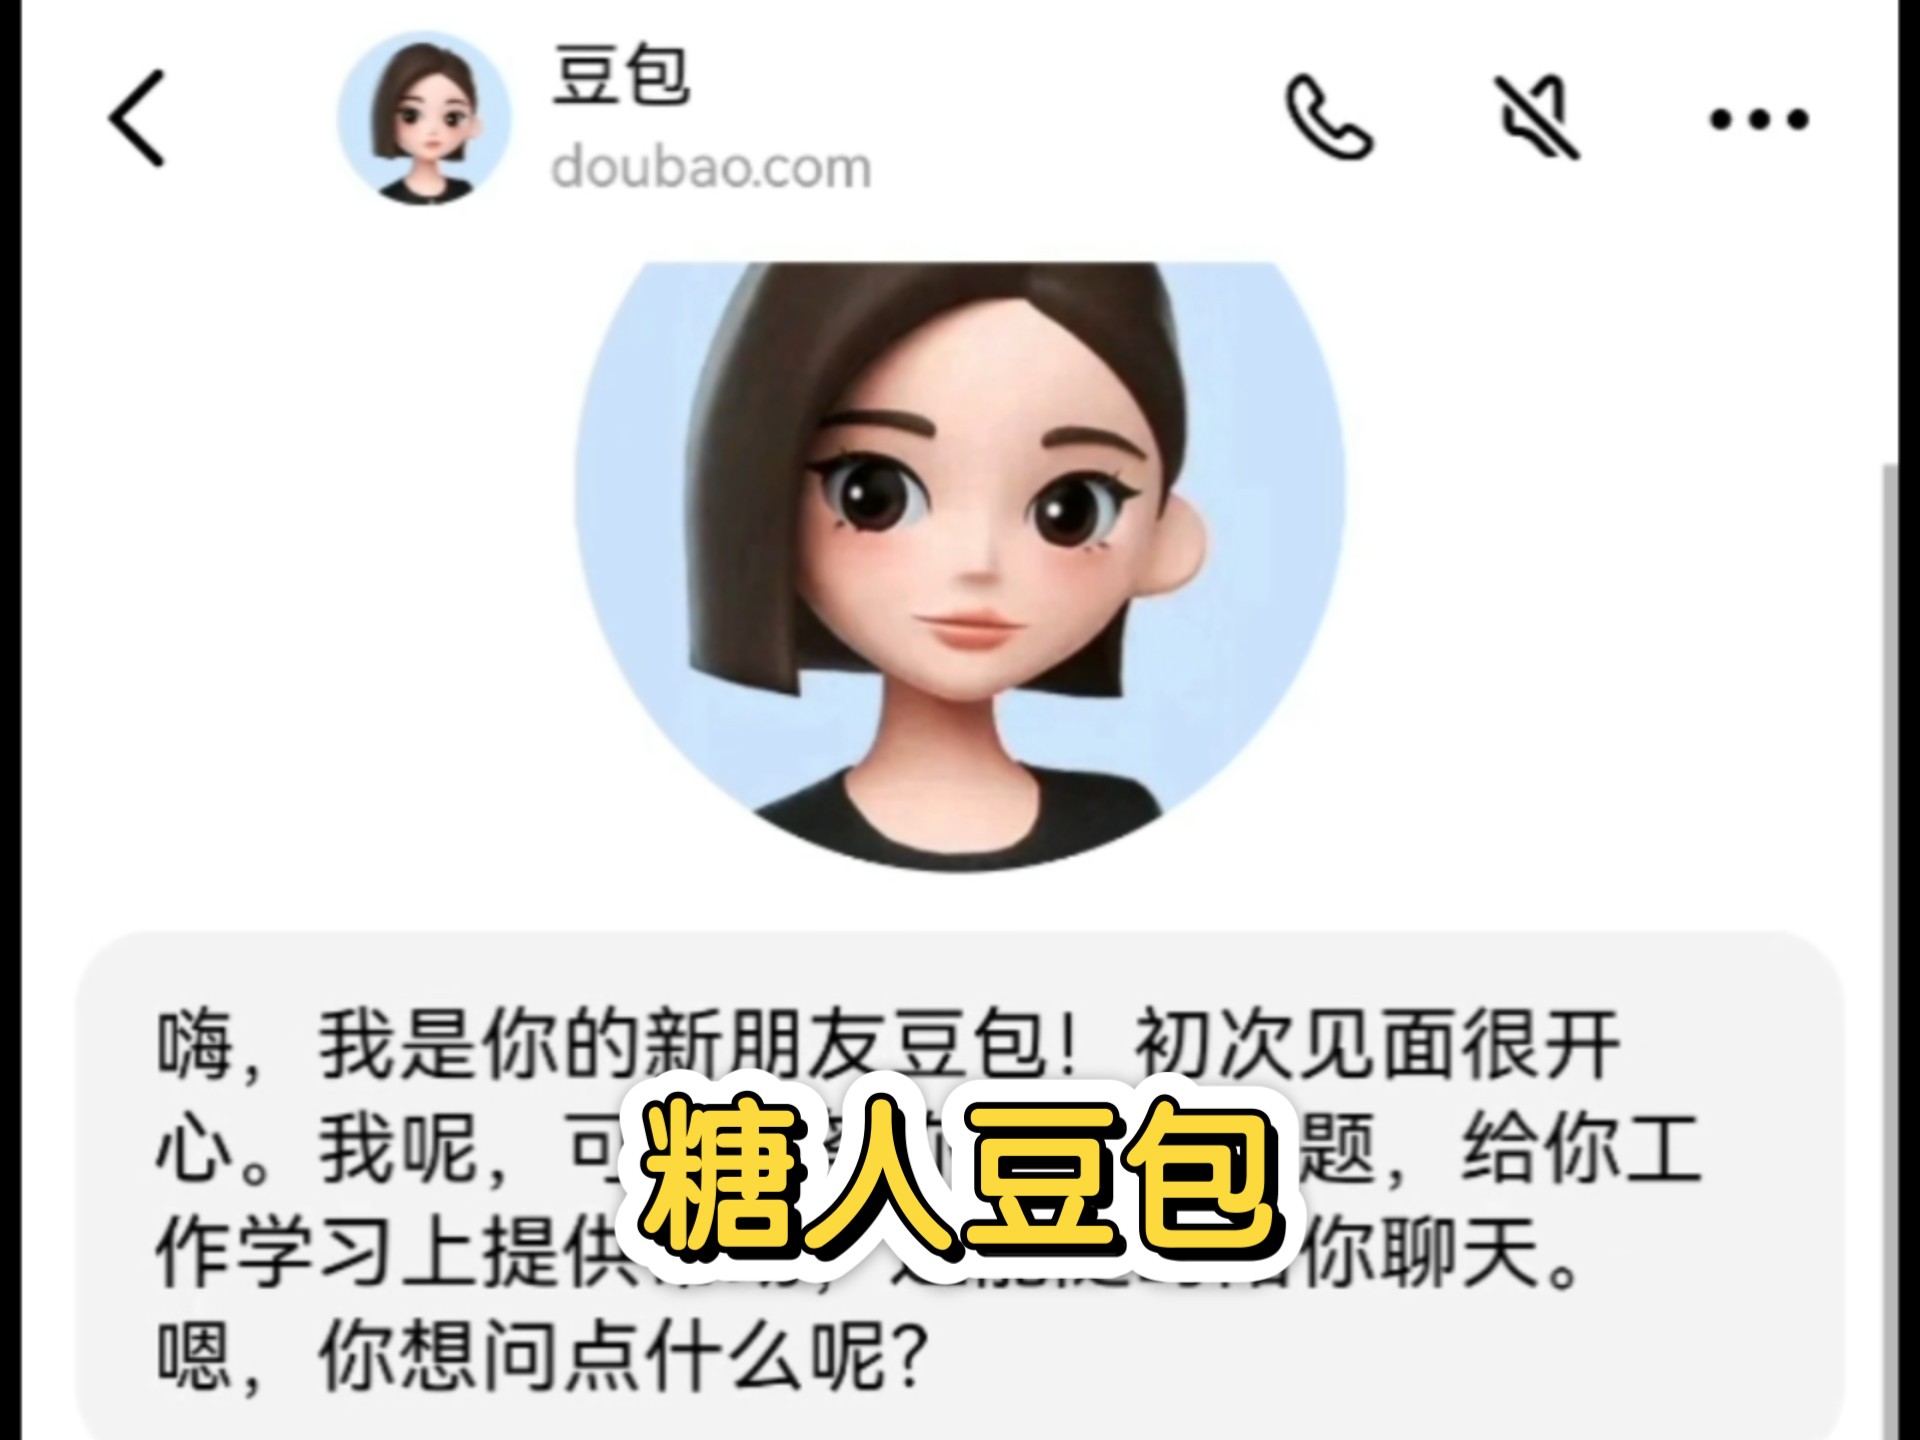 豆包
doubao.com
嗨，我是你的新朋友豆包！初次见面很开
心。我呢，可题，给你工
作学习上提供你聊天。
嗯，你想问点什么呢？
糖人豆包